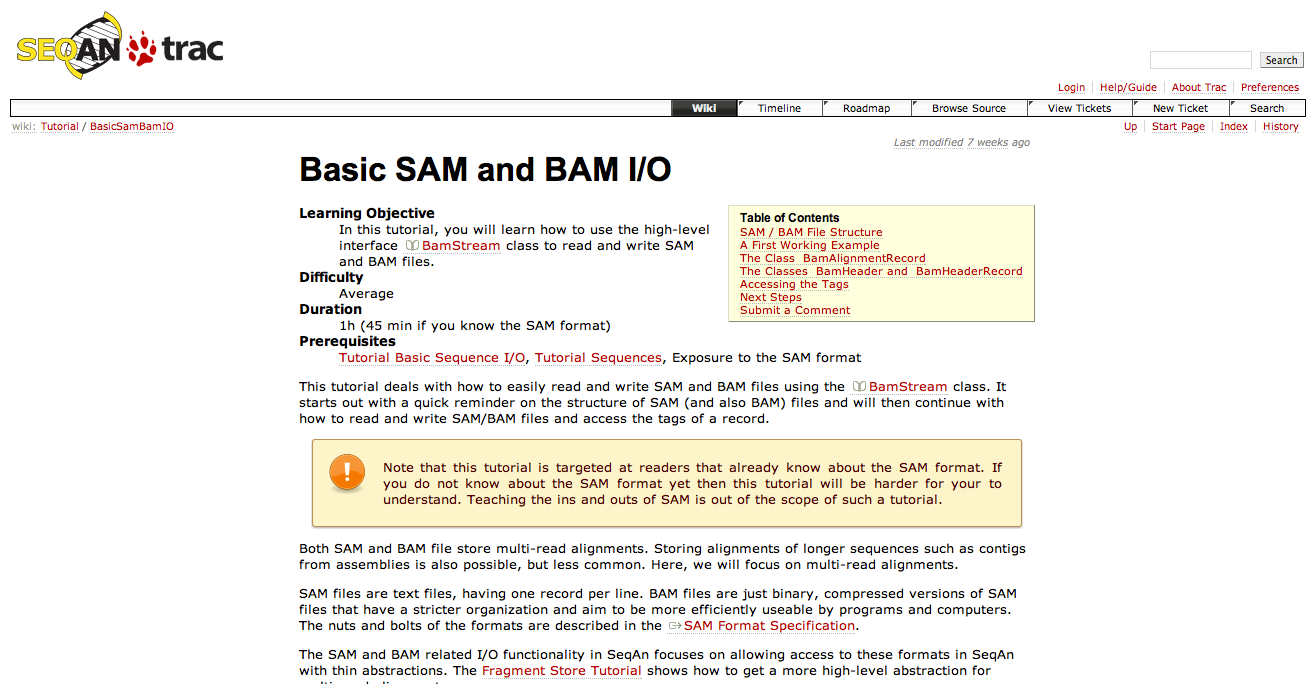 SEQAN trac
Search
Login Help/Guide About Trac Preferences
Wiki Timeline Roadmap Browse Source View Tickets New Ticket Search
wiki: Tutorial / BasicSamBamIO
Up Start Page Index History
Last modified 7 weeks ago
Basic SAM and BAM I/O
Learning Objective
In this tutorial, you will learn how to use the high-level
interface BamStream class to read and write SAM
and BAM files.
Difficulty
Average
Duration
1h (45 min if you know the SAM format)
Prerequisites
Tutorial Basic Sequence I/O, Tutorial Sequences, Exposure to the SAM format
Table of Contents
SAM / BAM File Structure
A First Working Example
The Class BamAlignmentRecord
The Classes BamHeader and BamHeaderRecord
Accessing the Tags
Next Steps
Submit a Comment
This tutorial deals with how to easily read and write SAM and BAM files using the BamStream class. It
starts out with a quick reminder on the structure of SAM (and also BAM) files and will then continue with
how to read and write SAM/BAM files and access the tags of a record.
Note that this tutorial is targeted at readers that already know about the SAM format. If
you do not know about the SAM format yet then this tutorial will be harder for your to
understand. Teaching the ins and outs of SAM is out of the scope of such a tutorial.
Both SAM and BAM file store multi-read alignments. Storing alignments of longer sequences such as contigs
from assemblies is also possible, but less common. Here, we will focus on multi-read alignments.
SAM files are text files, having one record per line. BAM files are just binary, compressed versions of SAM
files that have a stricter organization and aim to be more efficiently useable by programs and computers.
The nuts and bolts of the formats are described in the SAM Format Specification.
The SAM and BAM related I/O functionality in SeqAn focuses on allowing access to these formats in SeqAn
with thin abstractions. The Fragment Store Tutorial shows how to get a more high-level abstraction for